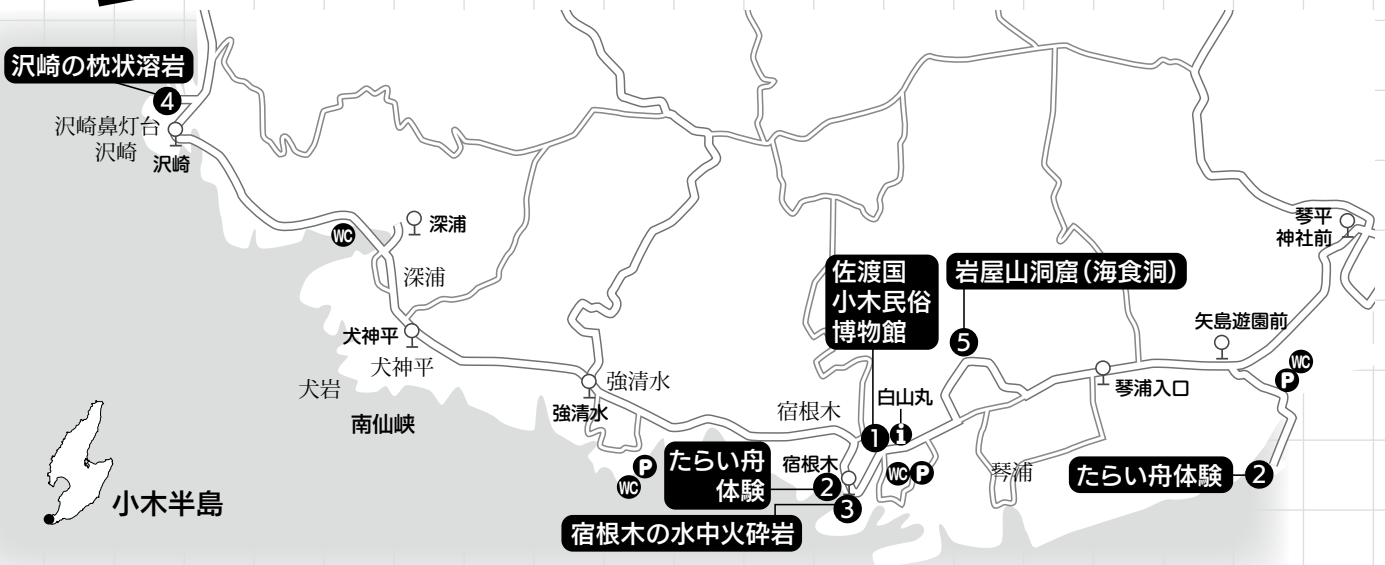 沢崎の枕状溶岩
4
沢崎鼻灯台
沢崎
沢崎
WC
深浦
深浦
犬神平
犬神平
犬岩
南仙峡
強清水
強清水
P
WC
佐渡国
小木民俗
博物館
1
白山丸
i
宿根木
宿根木
たらい舟
体験
2
3
宿根木の水中火砕岩
WC P
岩屋山洞窟（海食洞）
5
琴浦
琴浦入口
矢島遊園前
琴平
神社前
WC
P
たらい舟体験
2
小木半島